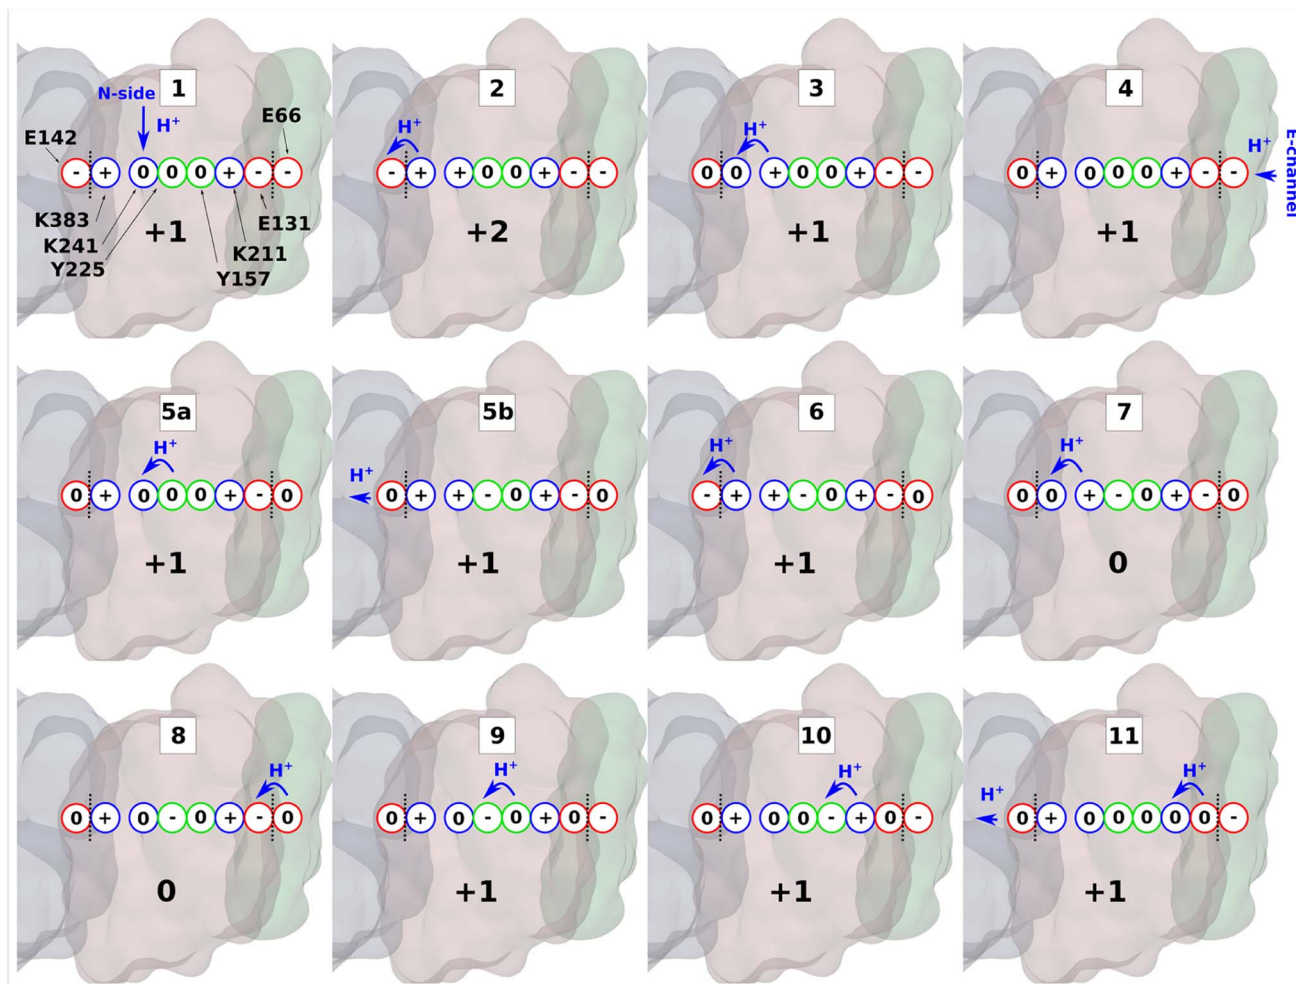 1
N-side
H+
E66
E142
- + 0 0 0 + - -
K383
K241
Y225
+1
E131
K211
Y157
2
H+
- + + 0 0 + - -
+2
3
H+
0 0 + 0 0 + - -
+1
4
H+
E-channel
0 + 0 0 0 + - -
+1
5a
H+
0 + 0 0 0 + - 0
+1
5b
H+
0 + + - 0 + - 0
+1
6
H+
- + + - 0 + - 0
+1
7
H+
0 0 + - 0 + - 0
0
8
H+
0 + 0 - 0 + - 0
0
9
H+
0 + 0 - 0 + 0 -
+1
10
H+
0 + 0 0 - + 0 -
+1
11
H+
H+
0 + 0 0 0 0 0 -
+1